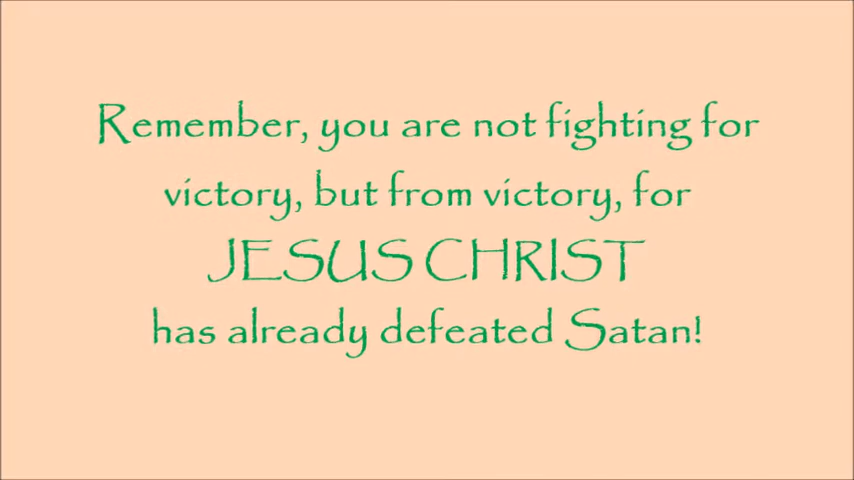 Remember, you are not fighting for
victory, but from victory, for
JESUS CHRIST
has already defeated Satan!